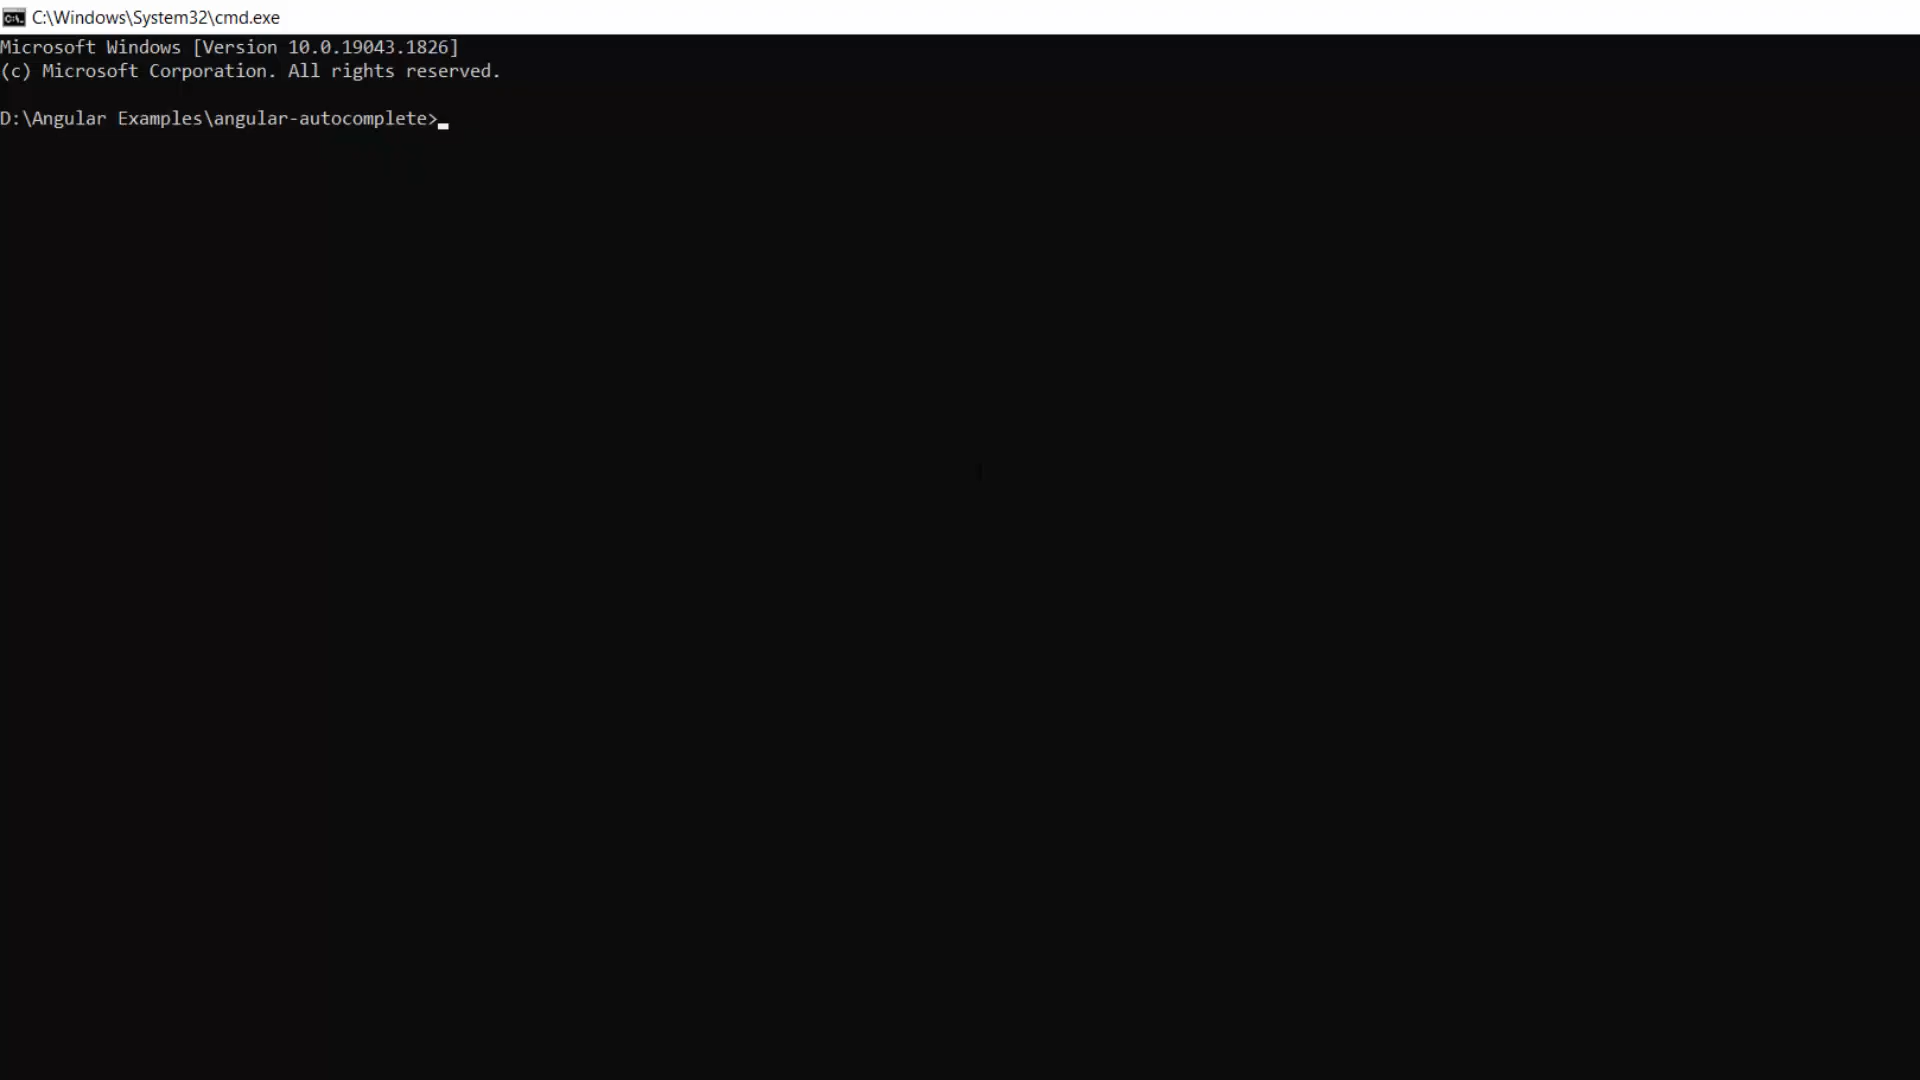 C:\Windows\System32\cmd.exe
Microsoft Windows [Version 10.0.19043.1826]
(c) Microsoft Corporation. All rights reserved.
D:\Angular Examples\angular-autocomplete>